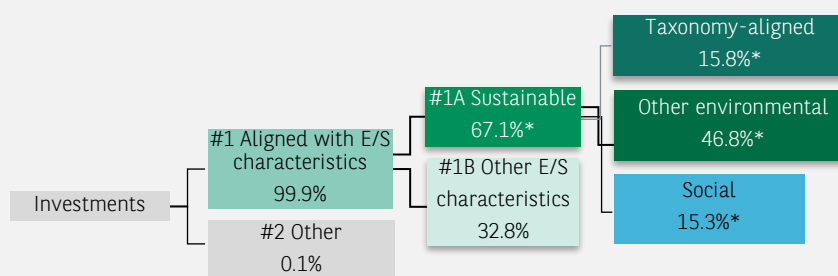 Investments
#1 Aligned with E/S
characteristics
99.9%
#2 Other
0.1%
#1A Sustainable
67.1%*
#1B Other E/S
characteristics
32.8%
Taxonomy-aligned
15.8%*
Other environmental
46.8%*
Social
15.3%*